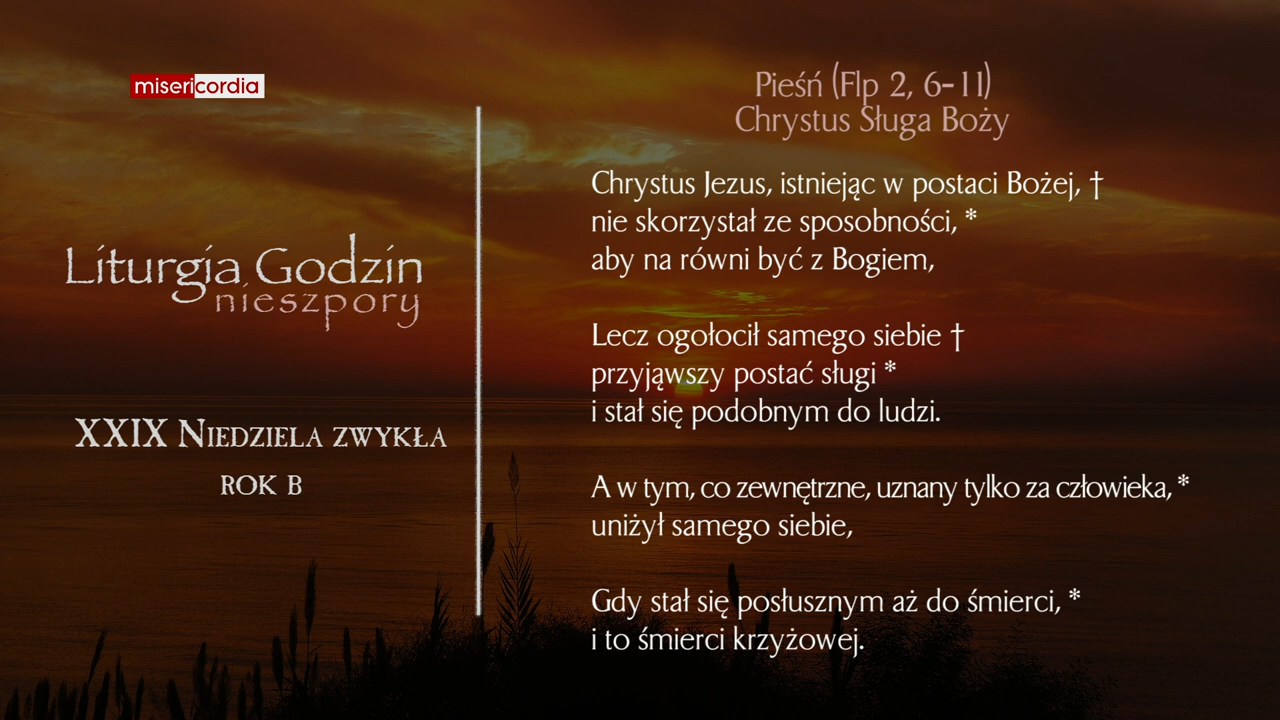 misericordia
Liturgia Godzin
nieszpory
XXIX Niedziela zwykła
rok B
Pieśń (Flp 2, 6-11)
Chrystus Sługa Boży
Chrystus Jezus, istniejąc w postaci Bożej, †
nie skorzystał ze sposobności, *
aby na równi być z Bogiem,
Lecz ogołocił samego siebie †
przyjąwszy postać sługi *
i stał się podobnym do ludzi.
A w tym, co zewnętrzne, uznany tylko za człowieka, *
uniżył samego siebie,
Gdy stał się posłusznym aż do śmierci, *
i to śmierci krzyżowej.